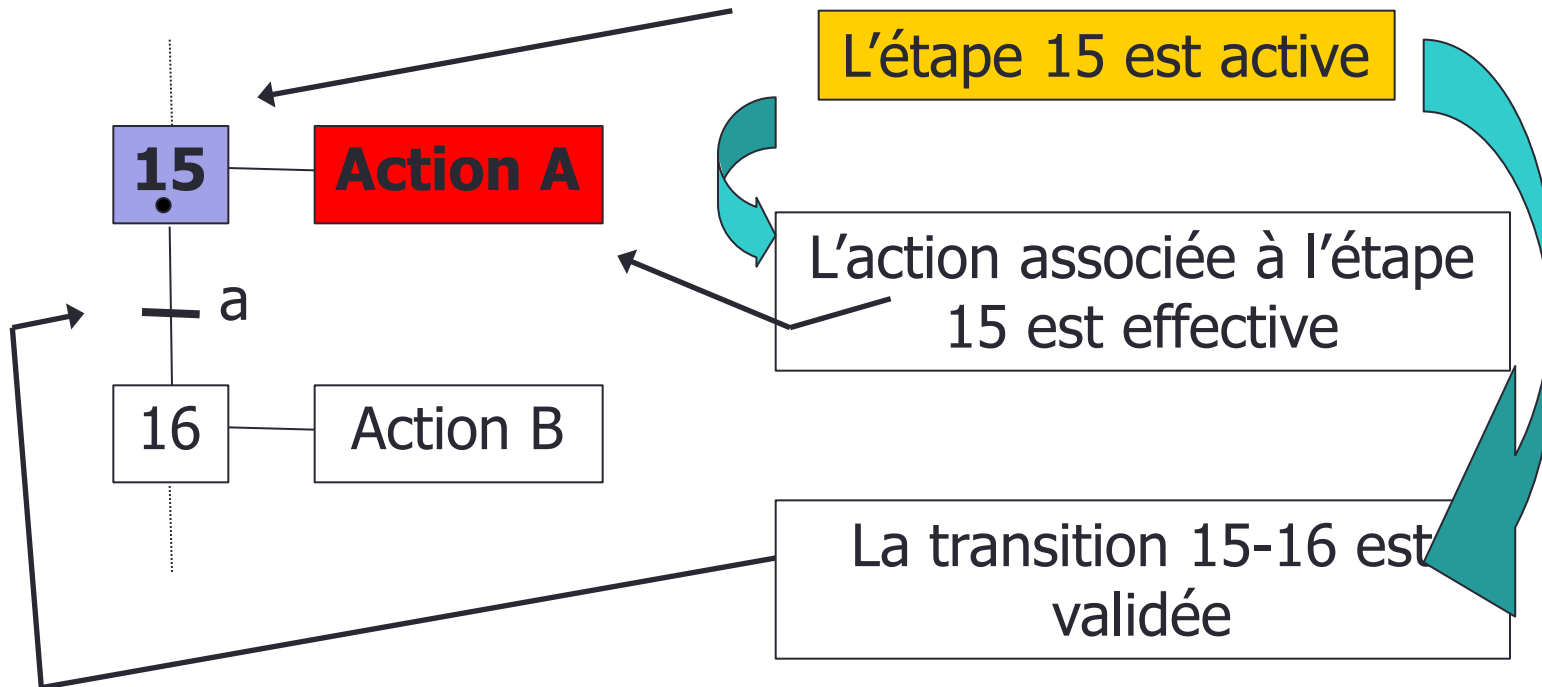 L’étape 15 est active
15
Action A
L’action associée à l’étape
15 est effective
a
16
Action B
La transition 15-16 est
validée